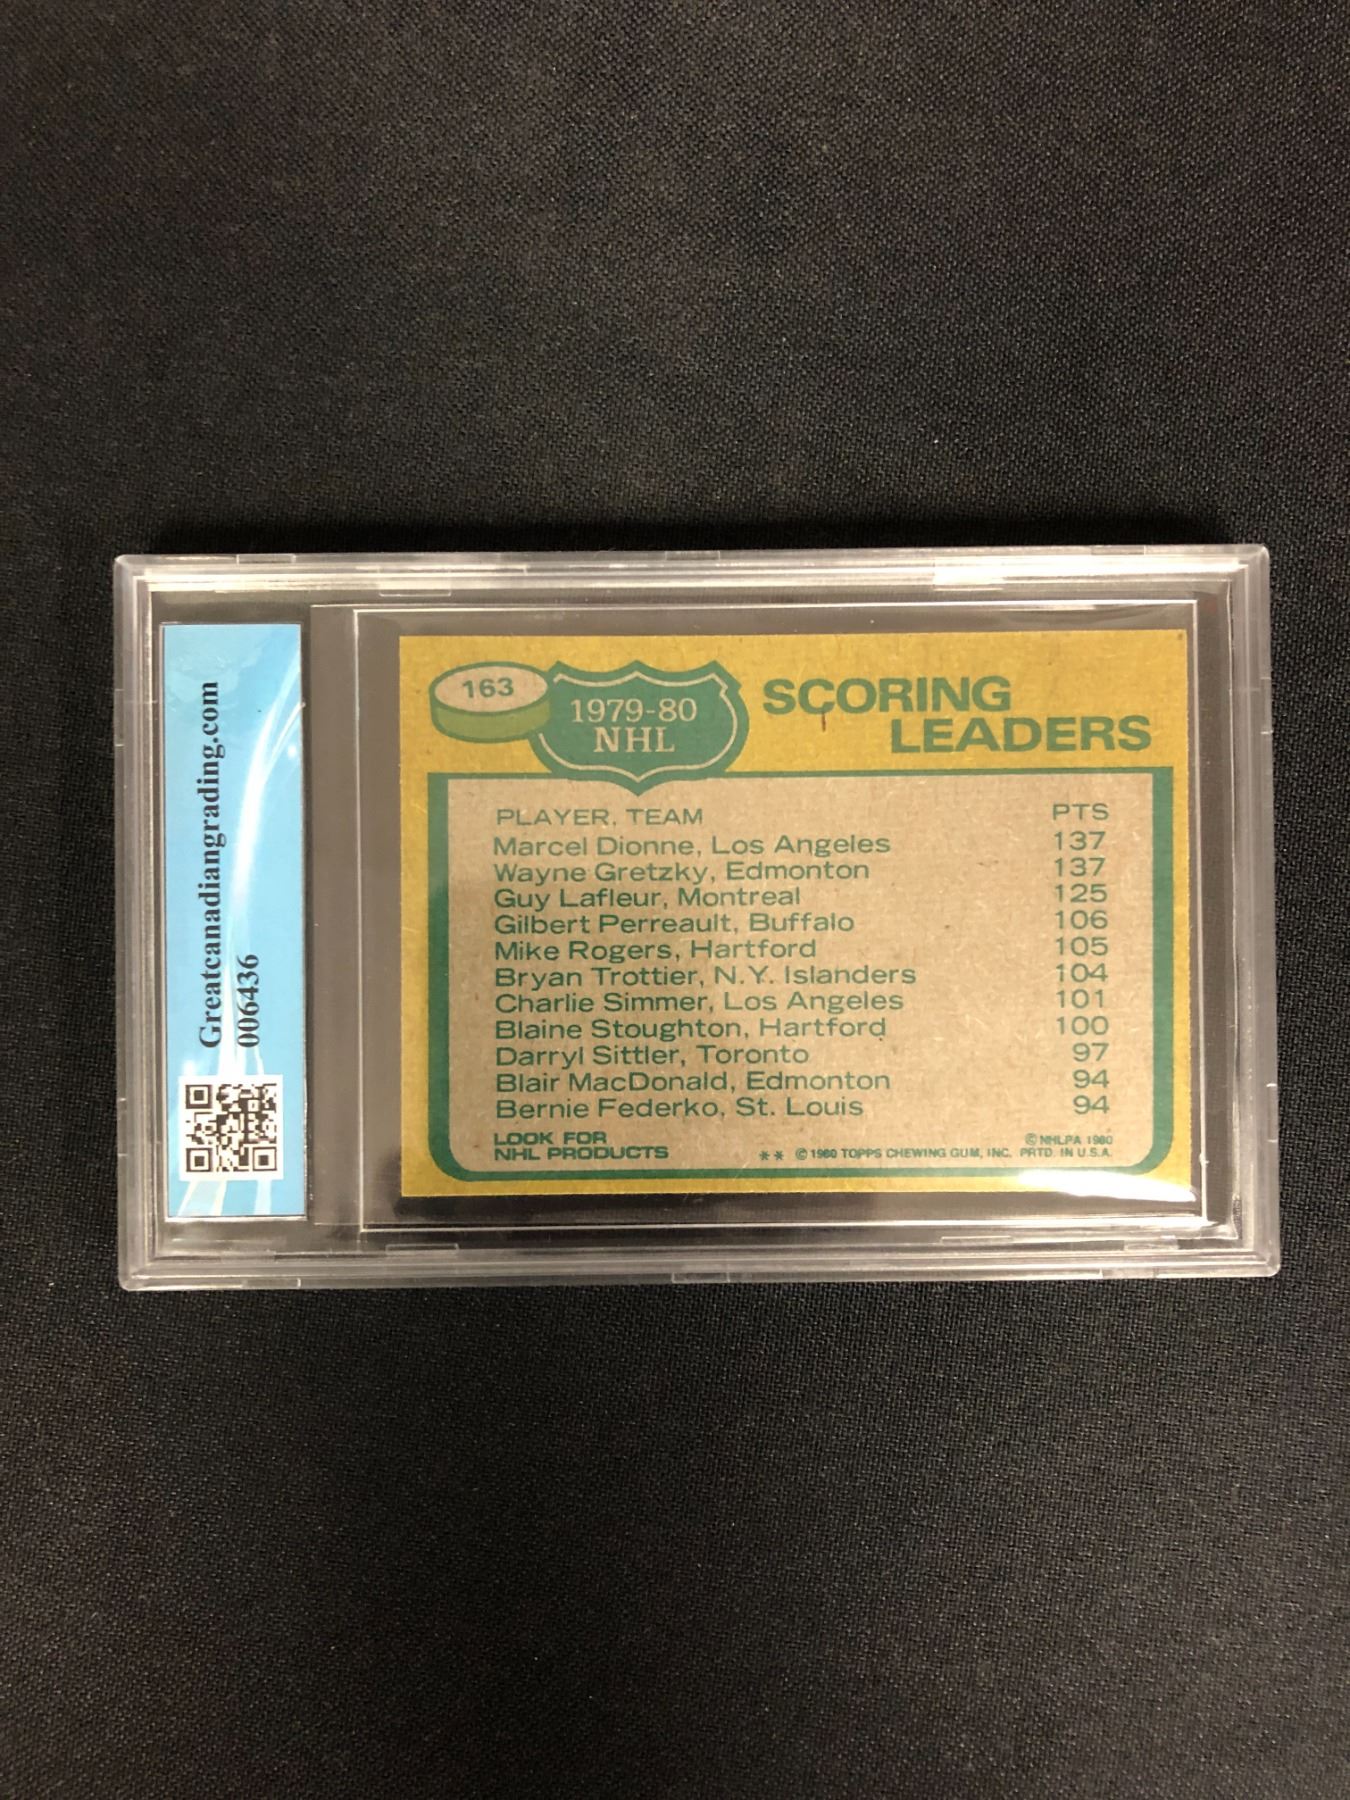 Greatcanadiangrading.com
006436
163
1979-80
NHL
SCORING
LEADERS
PLAYER, TEAM PTS
Marcel Dionne, Los Angeles 137
Wayne Gretzky, Edmonton 137
Guy Lafleur, Montreal 125
Gilbert Perreault, Buffalo 106
Mike Rogers, Hartford 105
Bryan Trottier, N.Y. Islanders 104
Charlie Simmer, Los Angeles 101
Blaine Stoughton, Hartford 100
Darryl Sittler, Toronto 97
Blair MacDonald, Edmonton 94
Bernie Federko, St. Louis 94
LOOK FOR
NHL PRODUCTS
© NHLPA 1980
** © 1980 TOPPS CHEWING GUM, INC. PRTD. IN U.S.A.